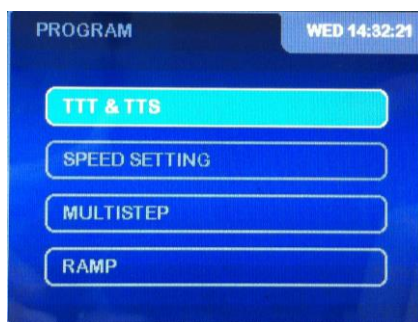 PROGRAM
WED 14:32:21
TTT & TTS
SPEED SETTING
MULTISTEP
RAMP